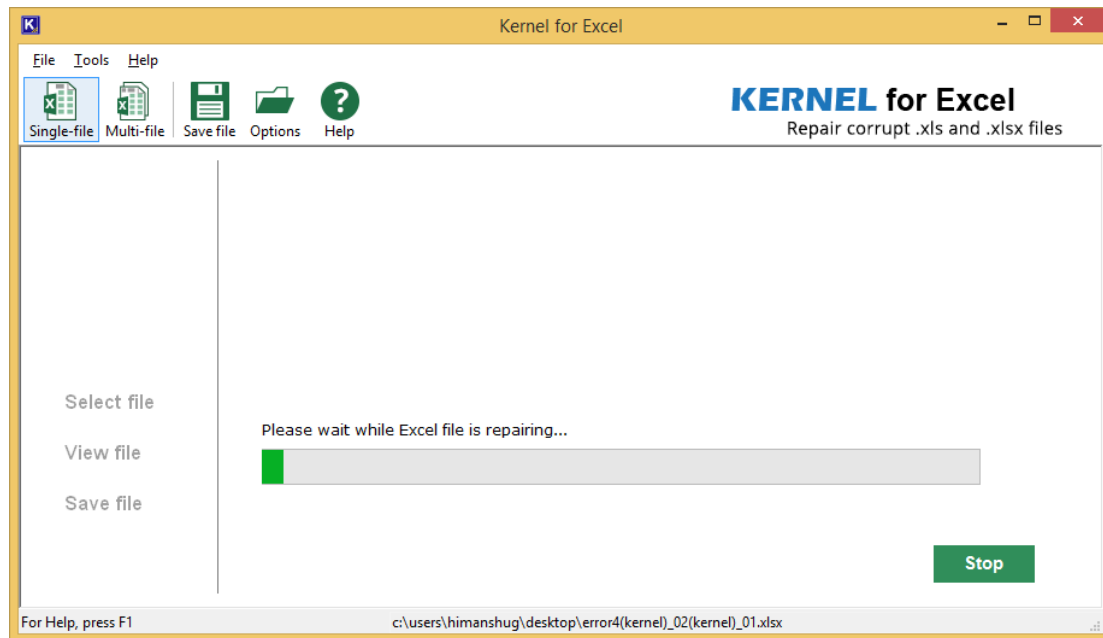 K
Kernel for Excel
File Tools Help
Single-file Multi-file Save file Options Help
KERNEL for Excel
Repair corrupt .xls and .xlsx files
Select file
View file
Save file
Please wait while Excel file is repairing...
Stop
For Help, press F1 c:\users\himanshug\desktop\error4(kernel)_02(kernel)_01.xlsx